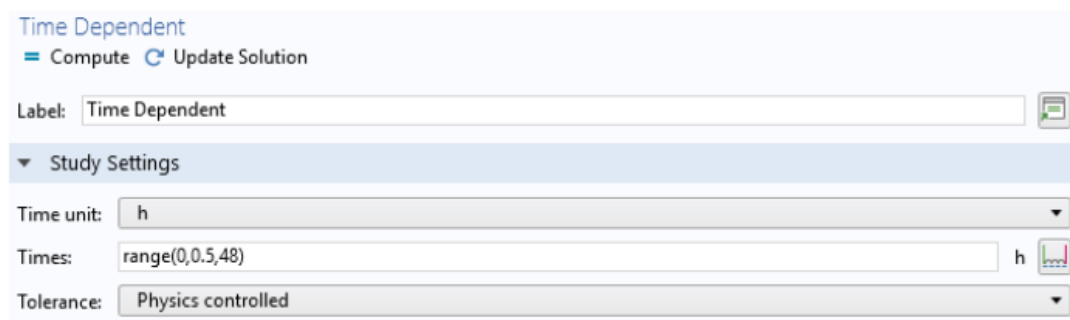 Time Dependent
Compute Update Solution
Label: Time Dependent
Study Settings
Time unit: h
Times: range(0,0.5,48) h
Tolerance: Physics controlled